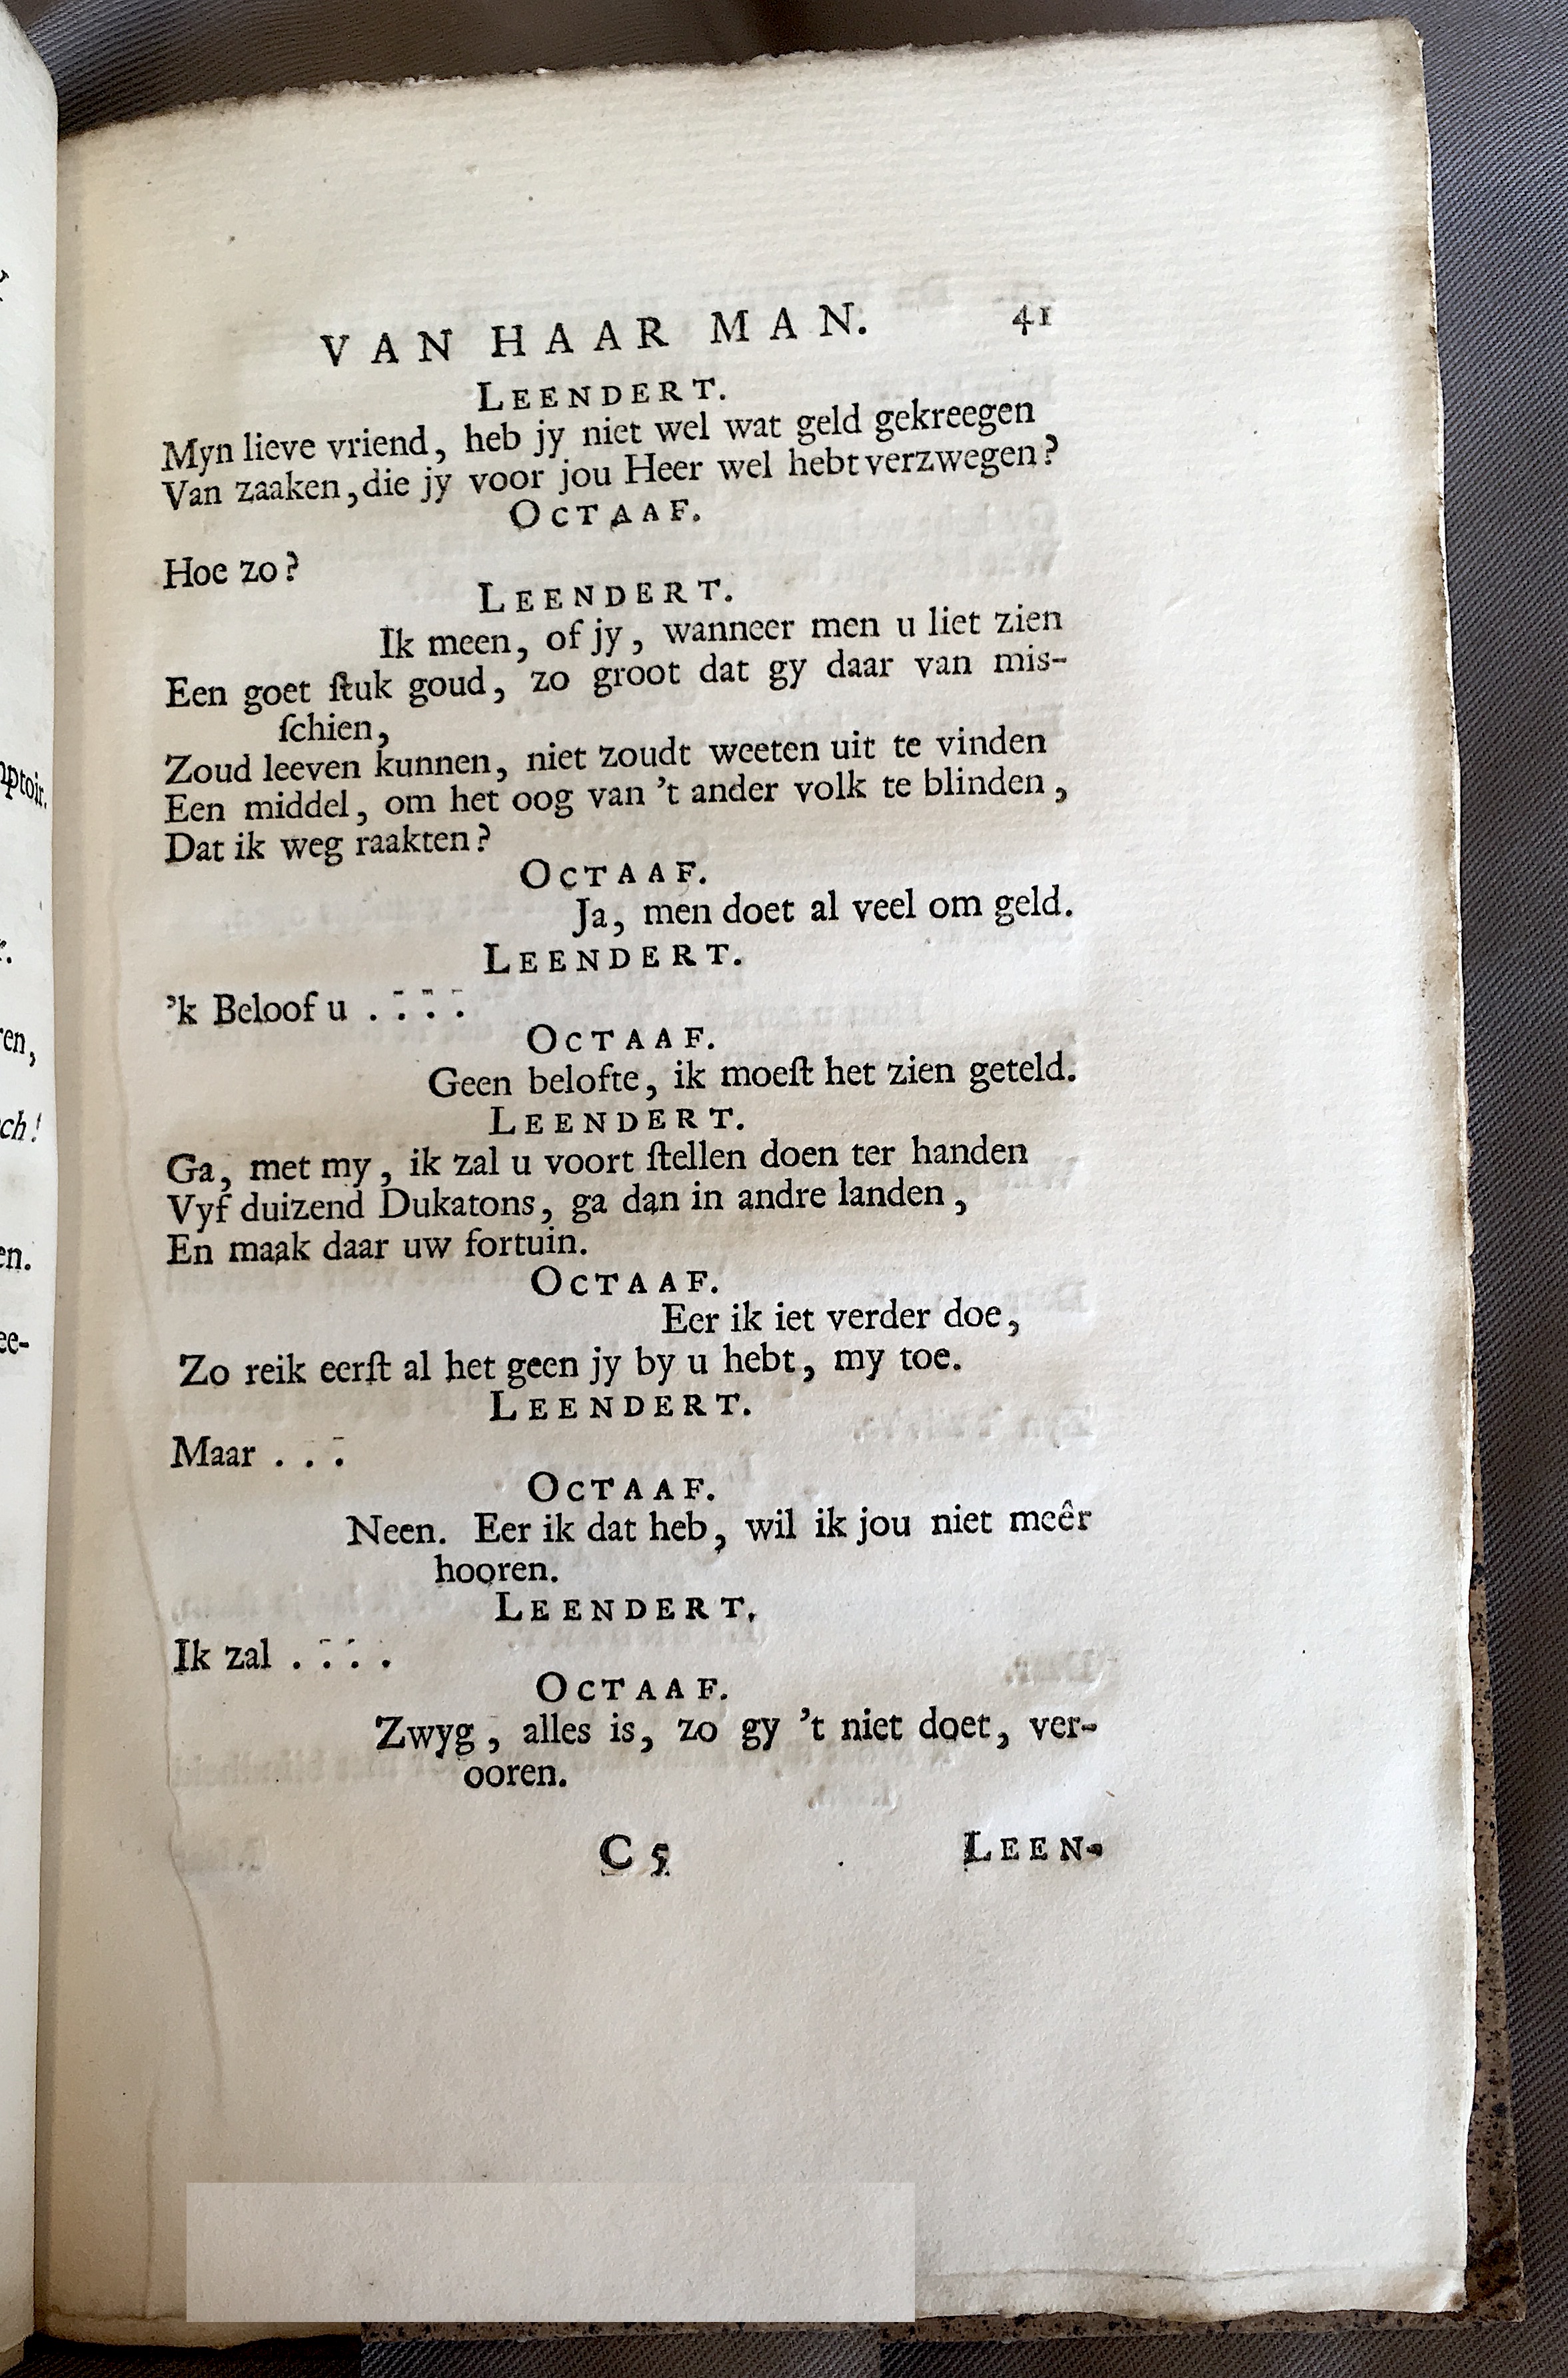 VAN HAAR MAN. 41
LEENDERT.
Myn lieve vriend, heb jy niet wel wat geld gekreegen
Van zaaken, die jy voor jou Heer wel hebt verzwegen?
OCTAAF.
Hoe zo?
LEENDERT.
Ik meen, of jy, wanneer men u liet zien
Een goet ſtuk goud, zo groot dat gy daar van mis-
ſchien,
Zoud leeven kunnen, niet zoudt weeten uit te vinden
Een middel, om het oog van 't ander volk te blinden,
Dat ik weg raakten?
OCTAAF.
Ja, men doet al veel om geld.
LEENDERT.
'k Beloof u . . . .
OCTAAF.
Geen belofte, ik moeſt het zien geteld.
LEENDERT.
Ga, met my, ik zal u voort ſtellen doen ter handen
Vyf duizend Dukatons, ga dan in andre landen,
En maak daar uw fortuin.
OCTAAF.
Eer ik iet verder doe,
Zo reik eerſt al het geen jy by u hebt, my toe.
LEENDERT.
Maar . . .
OCTAAF.
Neen. Eer ik dat heb, wil ik jou niet meêr
hooren.
LEENDERT.
Ik zal . . . .
OCTAAF.
Zwyg, alles is, zo gy 't niet doet, ver-
ooren.
C 5 LEEN-
ptoir.
r.
en,
ch!
en.
ee-